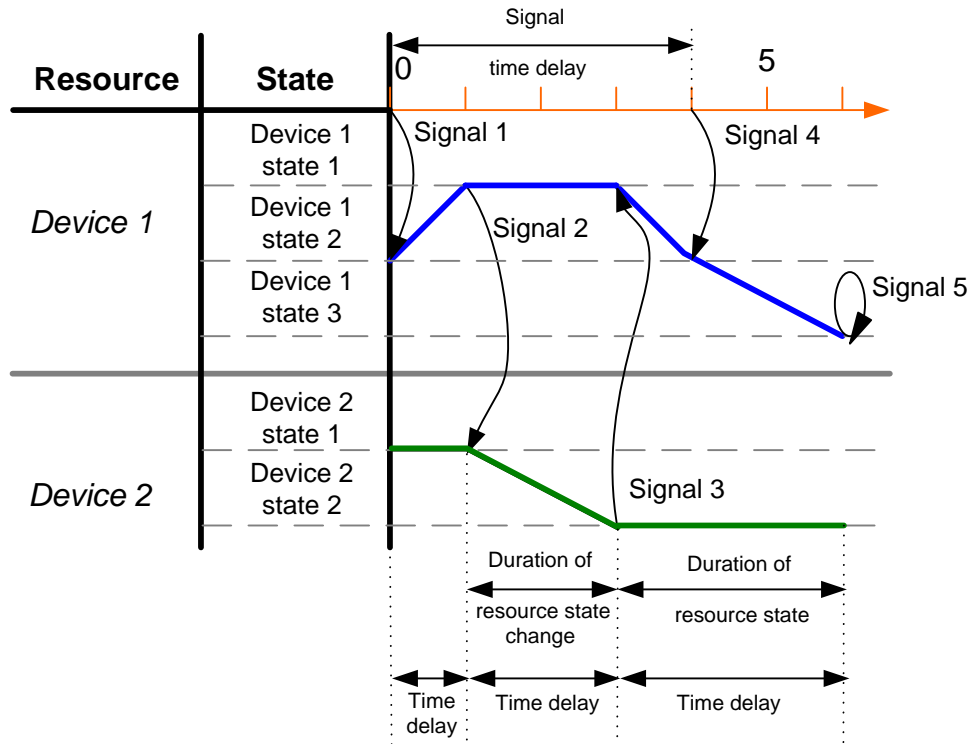 Signal
time delay
0
5
Resource
State
Signal 1
Signal 4
Device 1
state 1
Device 1
Device 1
state 2
Signal 2
Device 1
state 3
Signal 5
Device 2
state 1
Device 2
Device 2
state 2
Signal 3
Duration of
resource state
change
Duration of
resource state
Time
delay
Time delay
Time delay